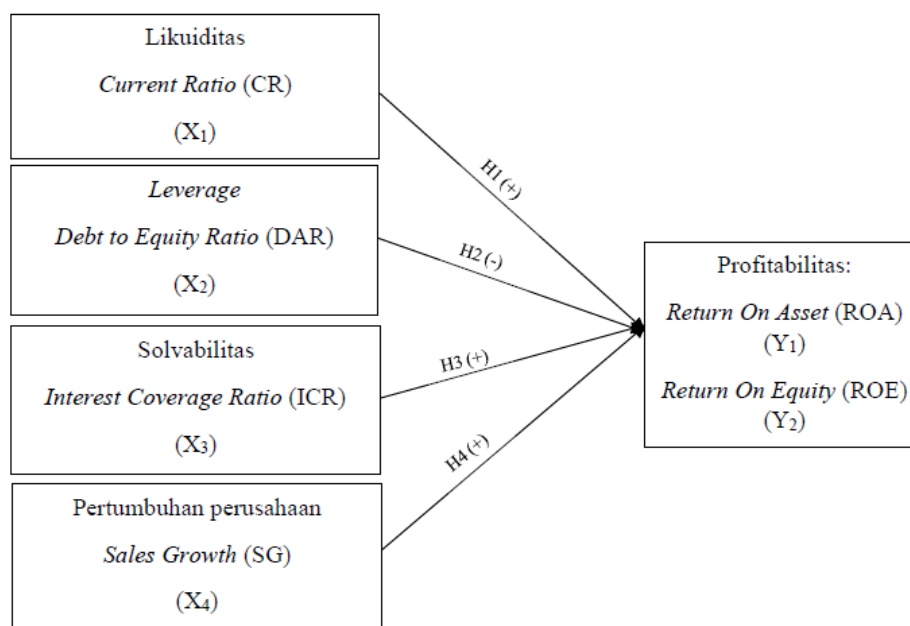 Likuiditas
Current Ratio (CR)
(X1)
Leverage
Debt to Equity Ratio (DAR)
(X2)
Solvabilitas
Interest Coverage Ratio (ICR)
(X3)
Pertumbuhan perusahaan
Sales Growth (SG)
(X4)
H1 (+)
H2 (-)
H3 (+)
H4 (+)
Profitabilitas:
Return On Asset (ROA)
(Y1)
Return On Equity (ROE)
(Y2)